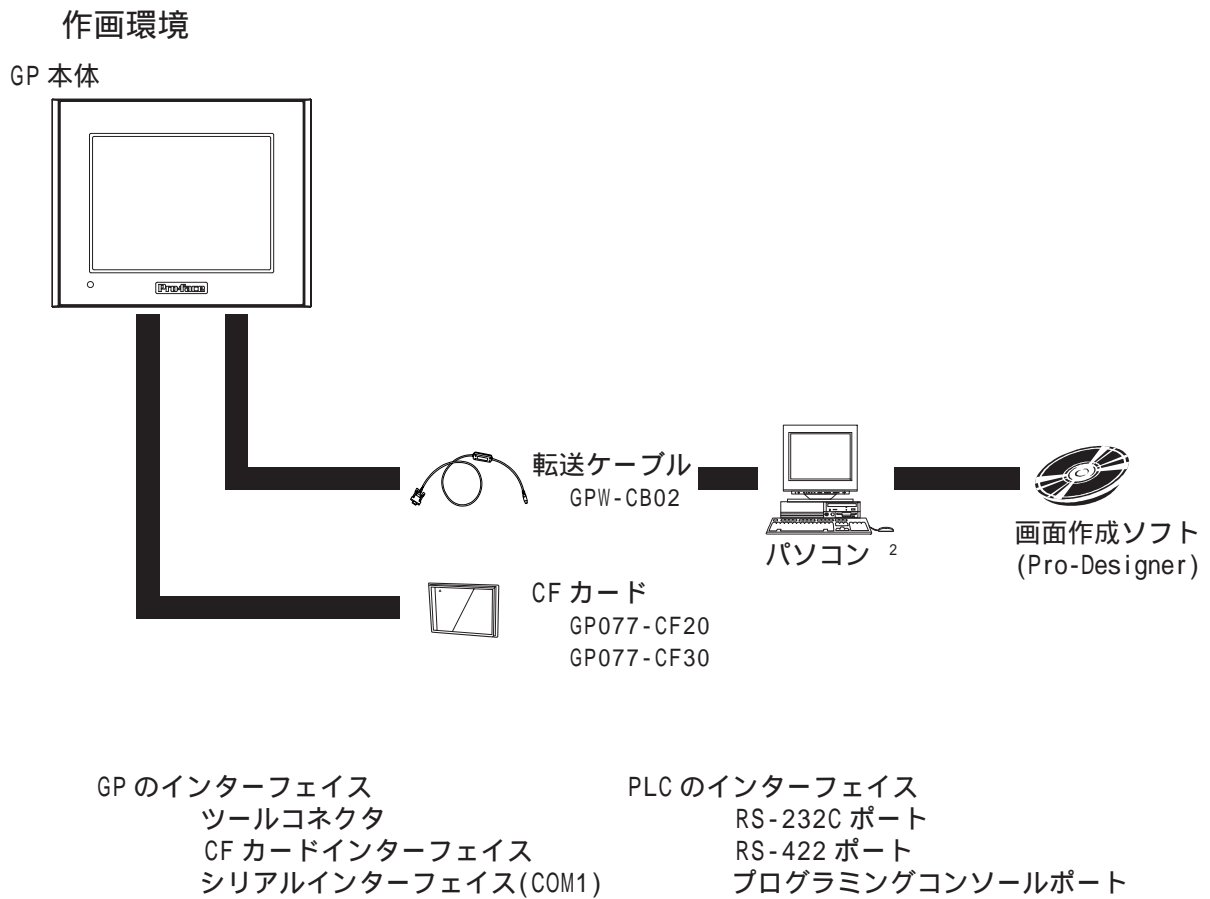 作画環境
GP 本体
Pro-face
転送ケーブル
GPW-CB02
パソコン 2
画面作成ソフト
(Pro-Designer)
CF カード
GP077-CF20
GP077-CF30
GP のインターフェイス
ツールコネクタ
CF カードインターフェイス
シリアルインターフェイス(COM1)
PLC のインターフェイス
RS-232C ポート
RS-422 ポート
プログラミングコンソールポート